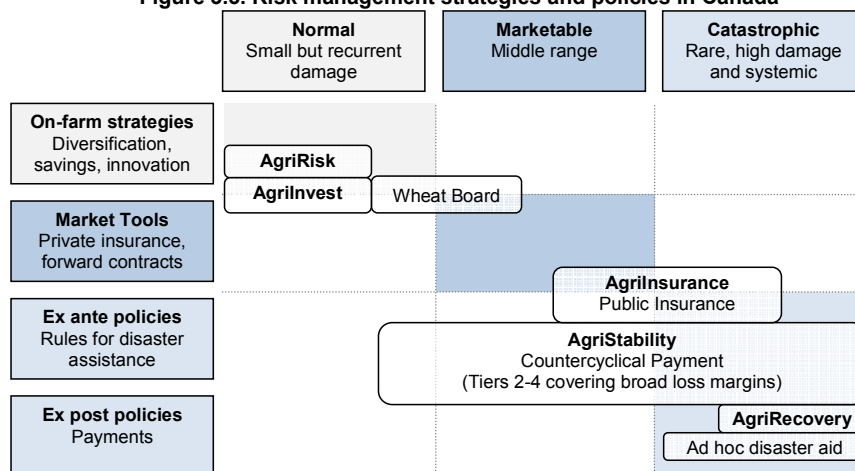 Figure 3.3. Risk management strategies and policies in Canada
Normal
Small but recurrent
damage
Marketable
Middle range
Catastrophic
Rare, high damage
and systemic
On-farm strategies
Diversification,
savings, innovation
AgriRisk
AgriInvest
Wheat Board
Market Tools
Private insurance,
forward contracts
AgriInsurance
Public Insurance
Ex ante policies
Rules for disaster
assistance
AgriStability
Countercyclical Payment
(Tiers 2-4 covering broad loss margins)
Ex post policies
Payments
AgriRecovery
Ad hoc disaster aid